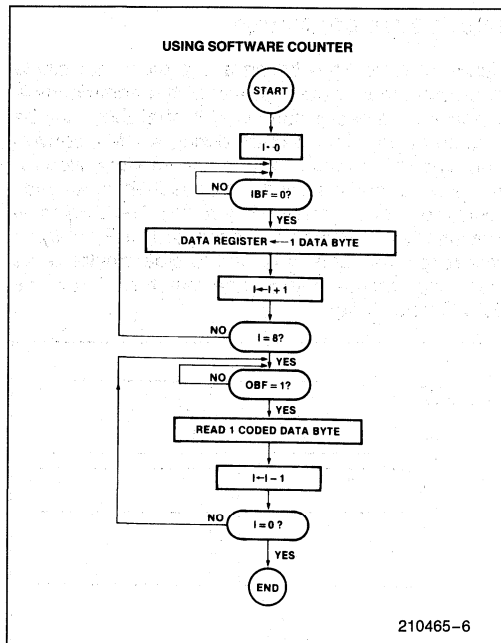 USING SOFTWARE COUNTER
START
I←0
NO
IBF = 0?
YES
DATA REGISTER ←— 1 DATA BYTE
I←I + 1
NO
I = 8?
YES
NO
OBF = 1?
YES
READ 1 CODED DATA BYTE
I←I – 1
NO
I = 0 ?
YES
END
210465–6